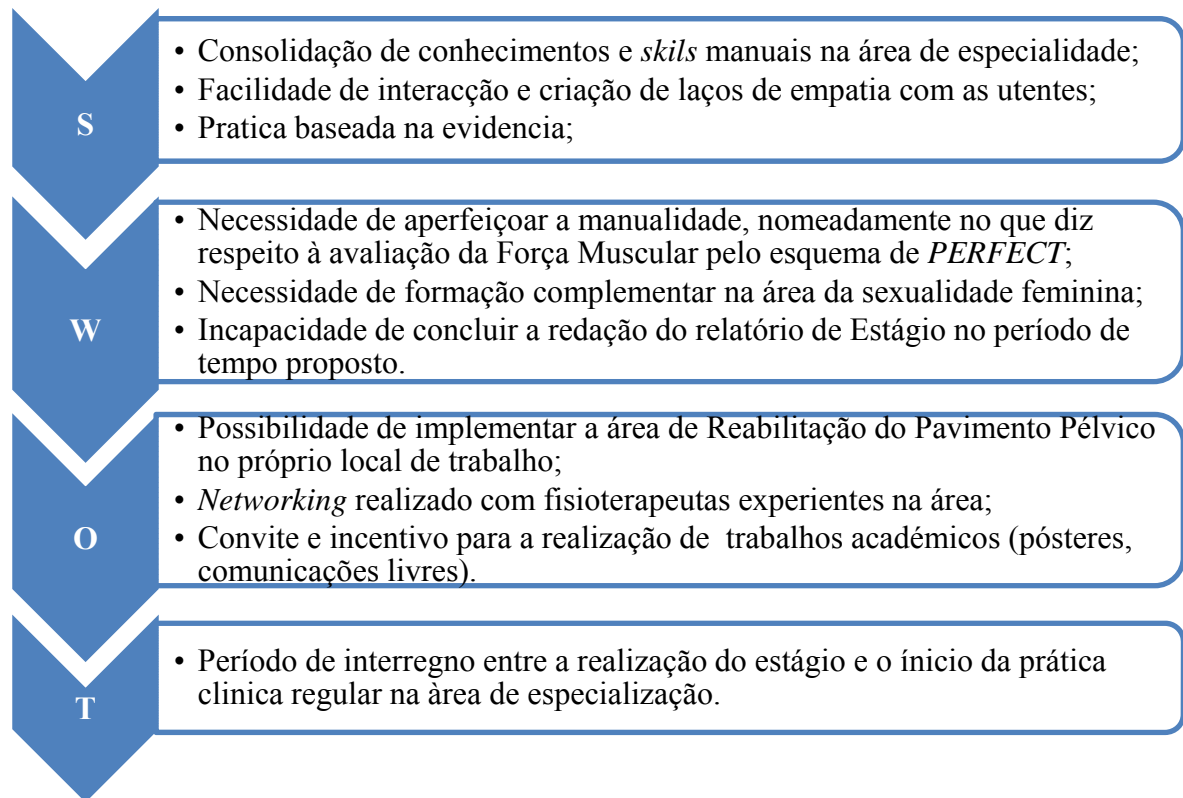 S
• Consolidação de conhecimentos e skils manuais na área de especialidade;
• Facilidade de interacção e criação de laços de empatia com as utentes;
• Pratica baseada na evidencia;
W
• Necessidade de aperfeiçoar a manualidade, nomeadamente no que diz
respeito à avaliação da Força Muscular pelo esquema de PERFECT;
• Necessidade de formação complementar na área da sexualidade feminina;
• Incapacidade de concluir a redação do relatório de Estágio no período de
tempo proposto.
O
• Possibilidade de implementar a área de Reabilitação do Pavimento Pélvico
no próprio local de trabalho;
• Networking realizado com fisioterapeutas experientes na área;
• Convite e incentivo para a realização de trabalhos académicos (pósteres,
comunicações livres).
T
• Período de interregno entre a realização do estágio e o ínicio da prática
clinica regular na àrea de especialização.